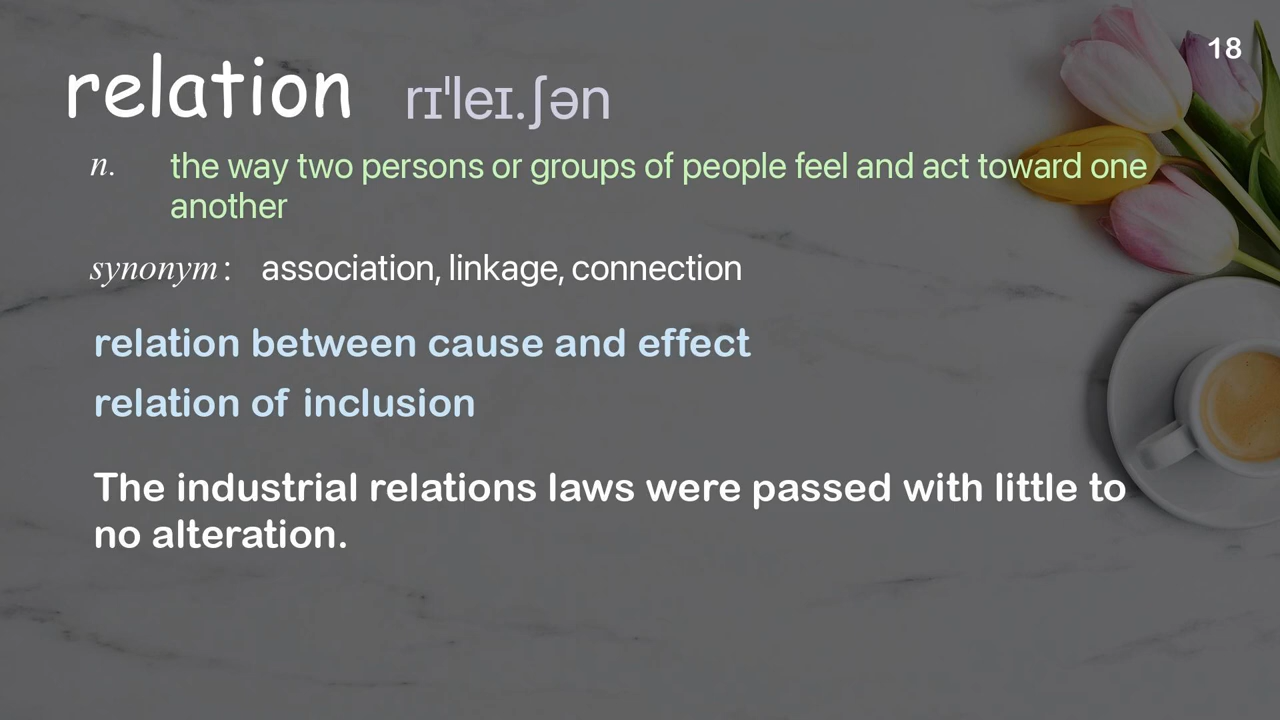 18
relation rɪˈleɪ.ʃən
n. the way two persons or groups of people feel and act toward one
another
synonym : association, linkage, connection
relation between cause and effect
relation of inclusion
The industrial relations laws were passed with little to
no alteration.